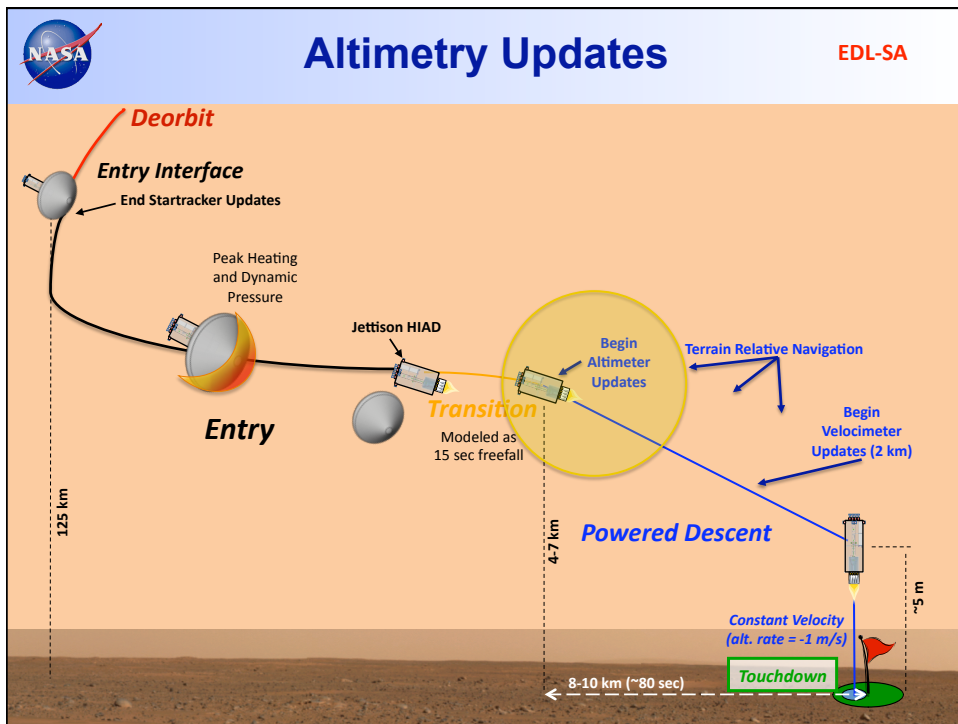 NASA
Altimetry Updates
EDL-SA
Deorbit
Entry Interface
End Startracker Updates
Peak Heating
and Dynamic
Pressure
Jettison HIAD
Begin
Altimeter
Updates
Terrain Relative Navigation
Transition
Entry
Modeled as
15 sec freefall
Begin
Velocimeter
Updates (2 km)
125 km
4-7 km
Powered Descent
~5 m
Constant Velocity
(alt. rate = -1 m/s)
Touchdown
8-10 km (~80 sec)